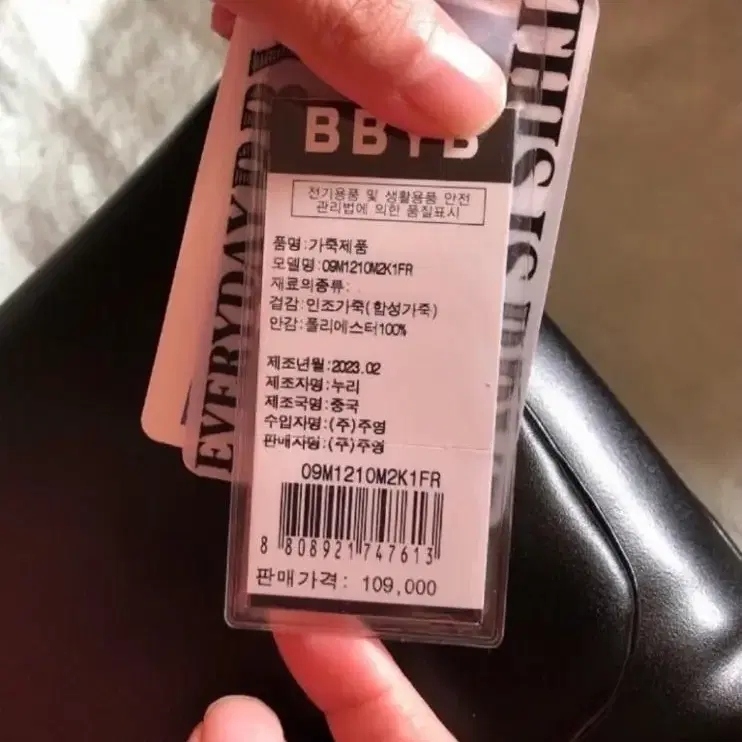 BBYB
전기용품 및 생활용품 안전
관리법에 의한 품질표시
품명:가죽제품
모델명:09M1210M2K1FR
재료의종류:
겉감:인조가죽(합성가죽)
안감:폴리에스터100%
제조년월:2023.02
제조자명:누리
제조국명:중국
수입자명:(주)주영
판매자명:(주)주영
09M1210M2K1FR
8 808921 747613
판매가격: 109,000
EVERYDAY
THIS IS